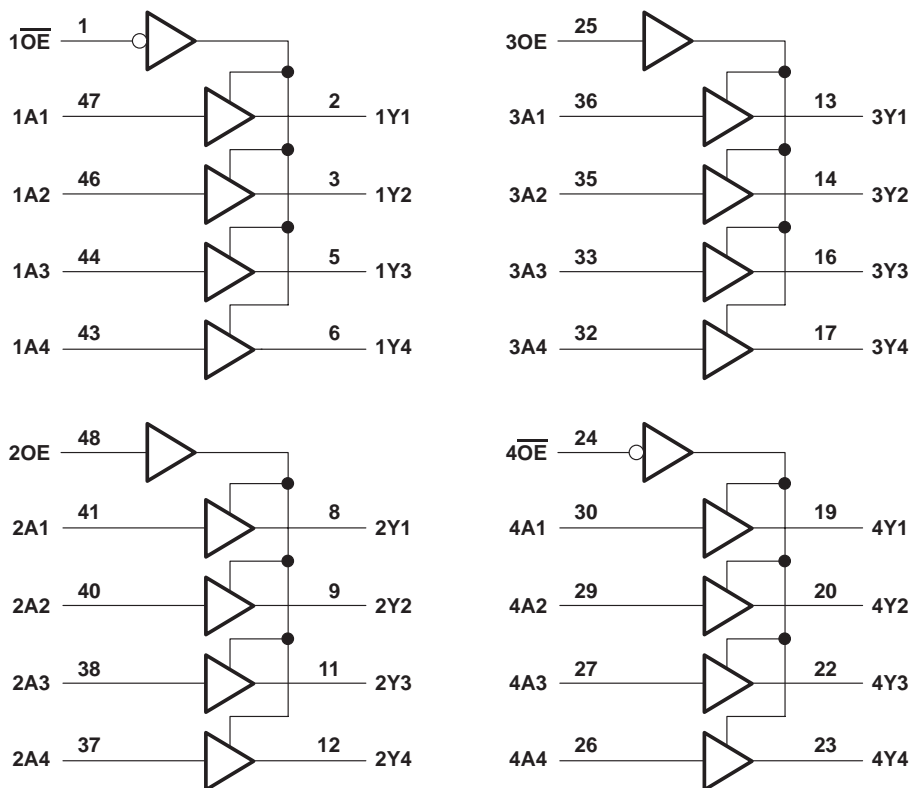 1O̅E̅ 1
47
1A1 2 1Y1
46
1A2 3 1Y2
44
1A3 5 1Y3
43
1A4 6 1Y4
3OE 25
36
3A1 13 3Y1
35
3A2 14 3Y2
33
3A3 16 3Y3
32
3A4 17 3Y4
2OE 48
41
2A1 8 2Y1
40
2A2 9 2Y2
38
2A3 11 2Y3
37
2A4 12 2Y4
4O̅E̅ 24
30
4A1 19 4Y1
29
4A2 20 4Y2
27
4A3 22 4Y3
26
4A4 23 4Y4